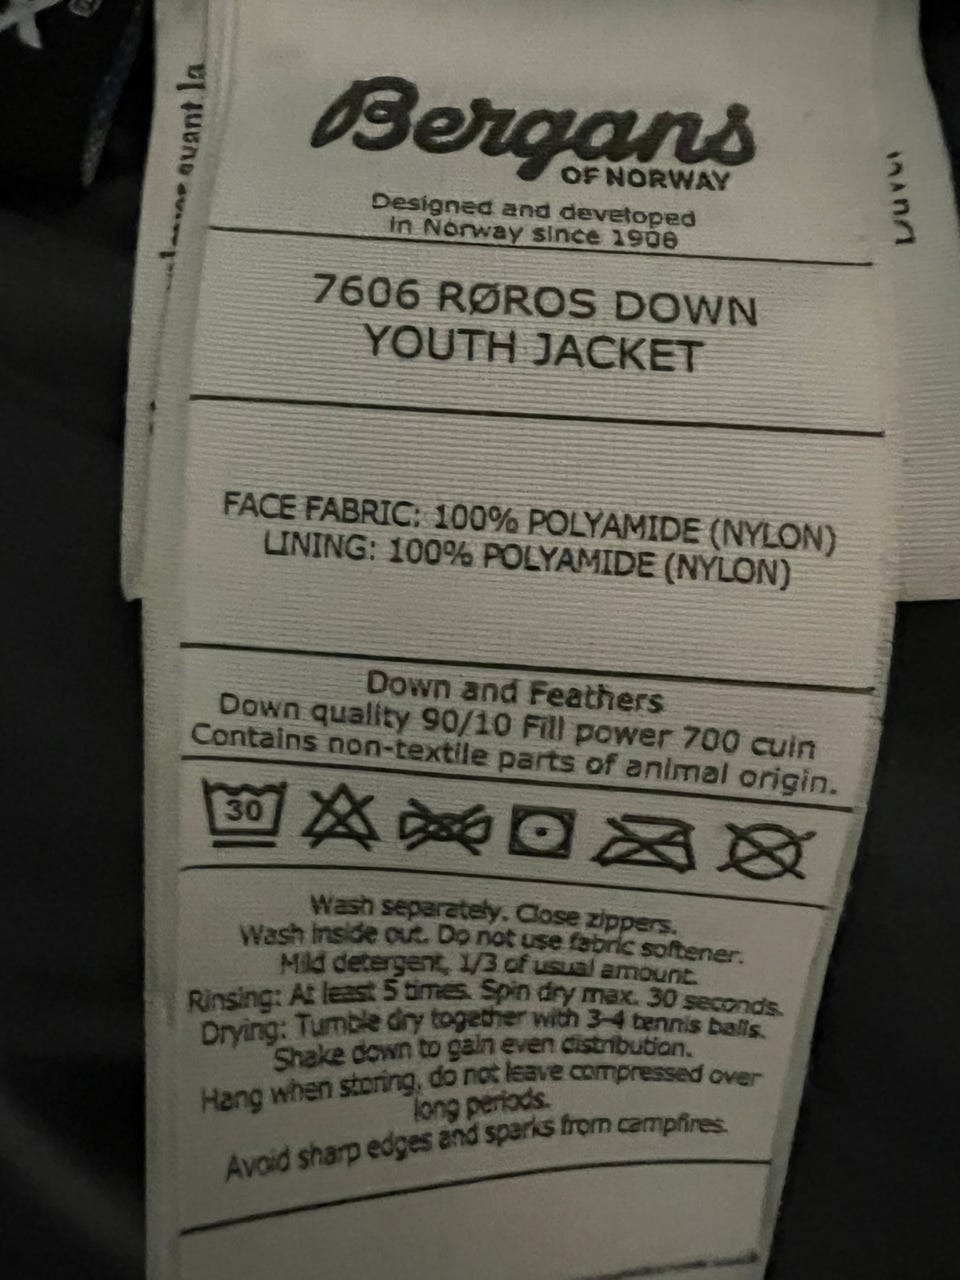 Bergans
OF NORWAY
Designed and developed
in Norway since 1908
7606 RØROS DOWN
YOUTH JACKET
FACE FABRIC: 100% POLYAMIDE (NYLON)
LINING: 100% POLYAMIDE (NYLON)
Down and Feathers
Down quality 90/10 Fill power 700 cuin
Contains non-textile parts of animal origin.
30
Wash separately. Close zippers.
Wash inside out. Do not use fabric softener.
Mild detergent, 1/3 of usual amount.
Rinsing: At least 5 times. Spin dry max. 30 seconds.
Drying: Tumble dry together with 3-4 tennis balls.
Shake down to gain even distribution.
Hang when storing, do not leave compressed over
long periods.
Avoid sharp edges and sparks from campfires.